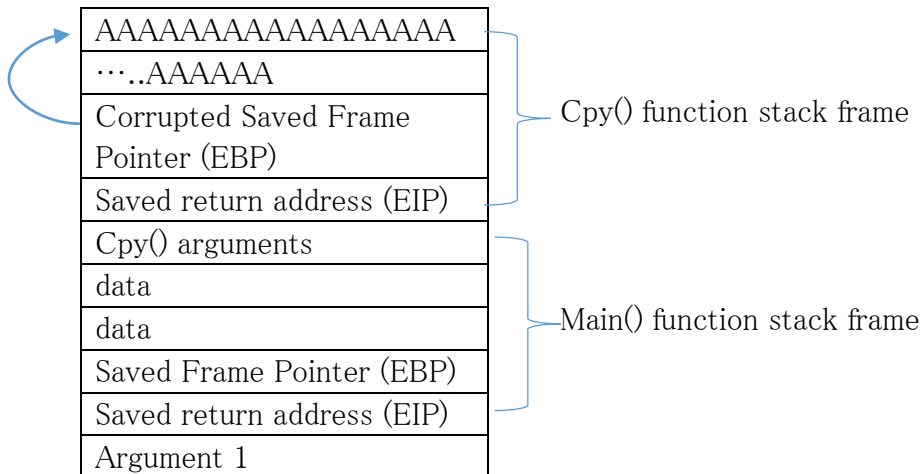 AAAAAAAAAAAAAAAAA
…..AAAAAA
Corrupted Saved Frame
Pointer (EBP)
Saved return address (EIP)
Cpy() arguments
data
data
Saved Frame Pointer (EBP)
Saved return address (EIP)
Argument 1
Cpy() function stack frame
Main() function stack frame